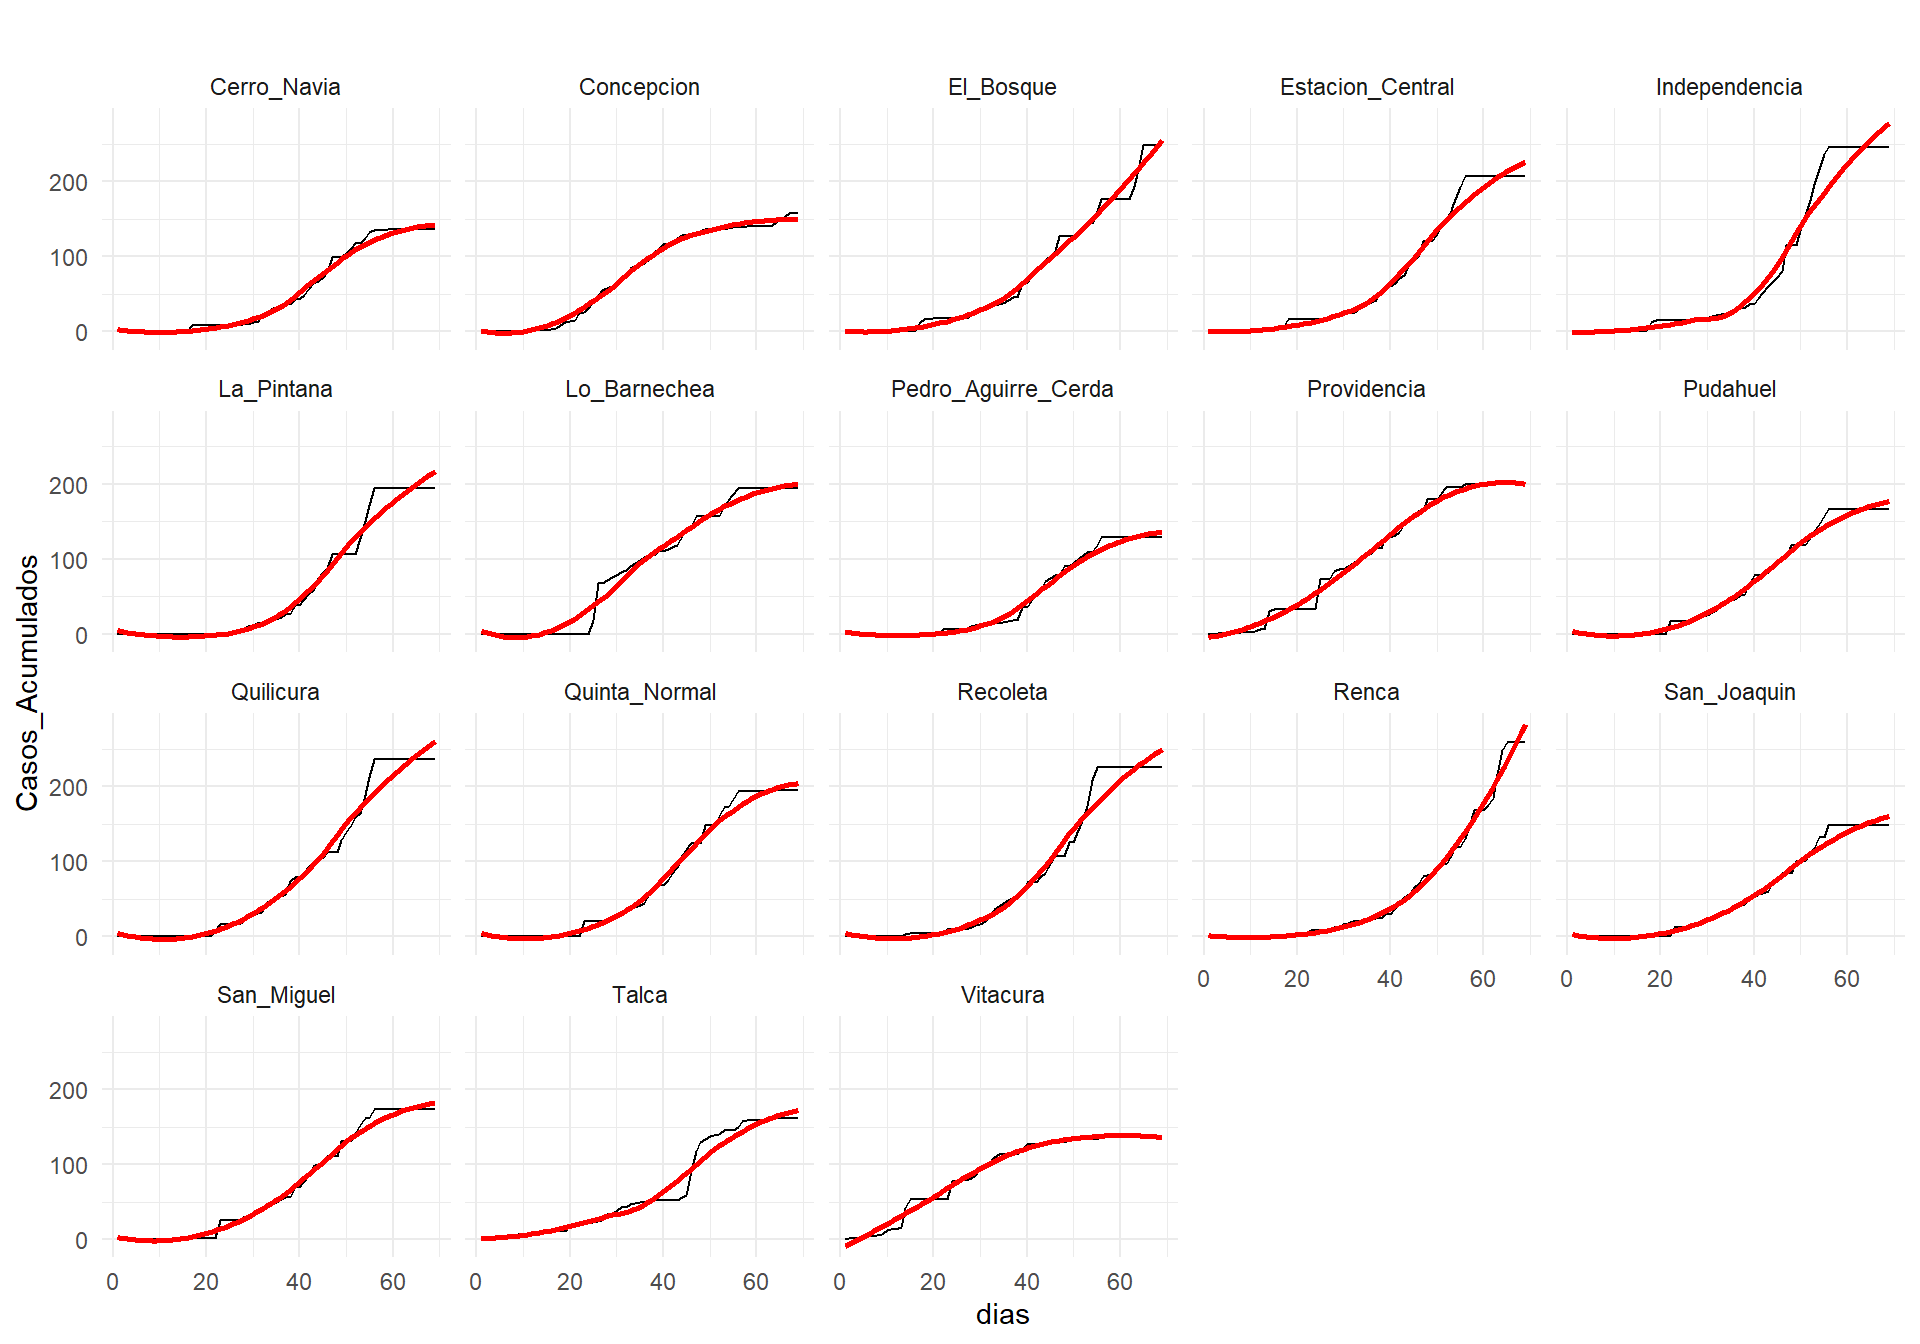 Cerro_Navia Concepcion El_Bosque Estacion_Central Independencia
200
100
0
La_Pintana Lo_Barnechea Pedro_Aguirre_Cerda Providencia Pudahuel
200
100
0
Quilicura Quinta_Normal Recoleta Renca San_Joaquin
200
100
0
0 20 40 60 0 20 40 60
San_Miguel Talca Vitacura
200
100
0
0 20 40 60 0 20 40 60 0 20 40 60
dias
Casos_Acumulados